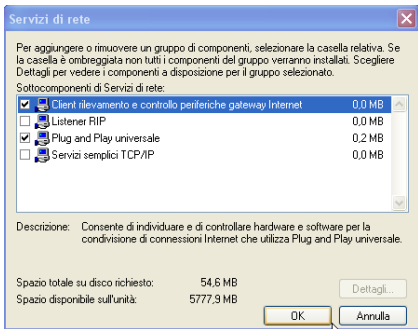 Servizi di rete
Per aggiungere o rimuovere un gruppo di componenti, selezionare la casella relativa. Se
la casella è ombreggiata non tutti i componenti del gruppo verranno installati. Scegliere
Dettagli per vedere i componenti a disposizione per il gruppo selezionato.
Sottocomponenti di Servizi di rete:
Client rilevamento e controllo periferiche gateway Internet 0,0 MB
Listener RIP 0,0 MB
Plug and Play universale 0,2 MB
Servizi semplici TCP/IP 0,0 MB
Descrizione: Consente di individuare e di controllare hardware e software per la
condivisione di connessioni Internet che utilizza Plug and Play universale.
Spazio totale su disco richiesto: 54,6 MB
Dettagli...
Spazio disponibile sull'unità: 5777,9 MB
OK Annulla